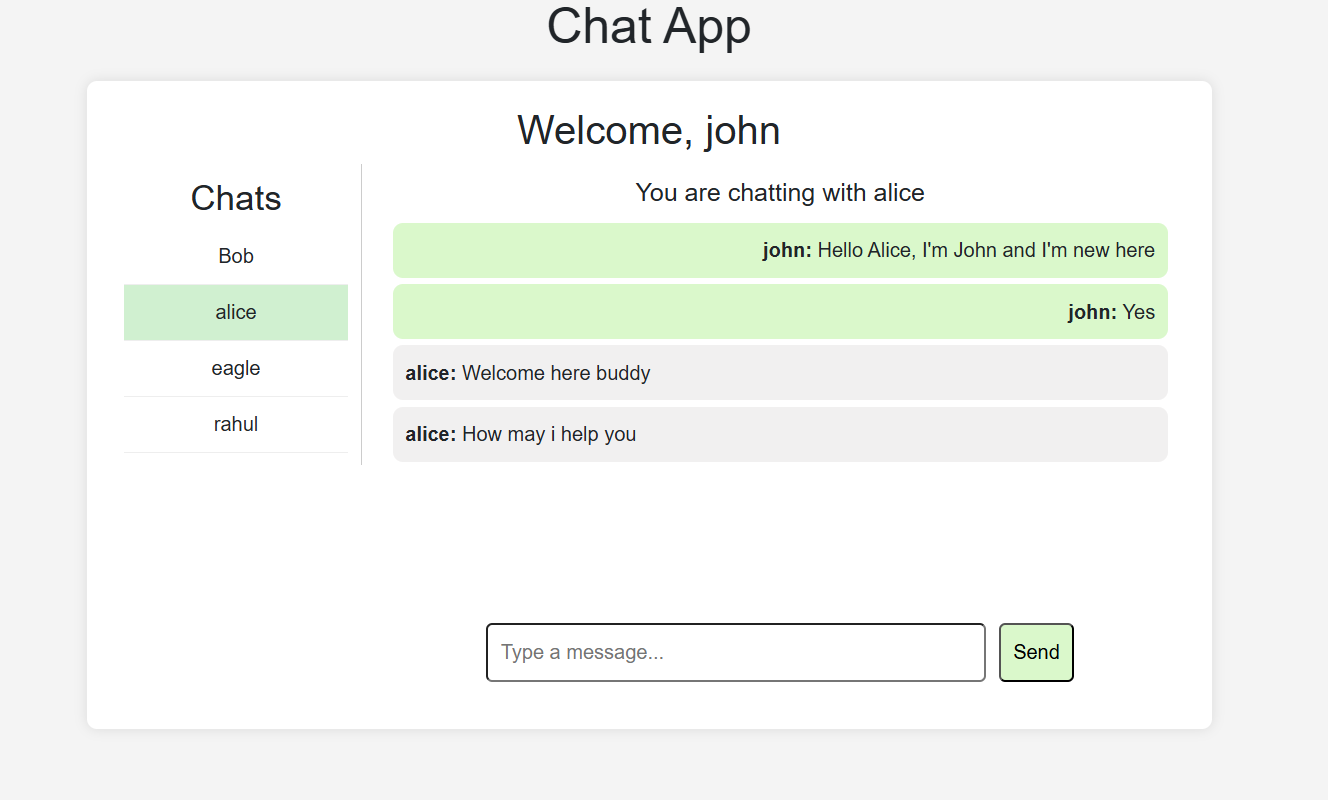 Chat App
Welcome, john
Chats
Bob
alice
eagle
rahul
You are chatting with alice
john: Hello Alice, I'm John and I'm new here
john: Yes
alice: Welcome here buddy
alice: How may i help you
Type a message...
Send